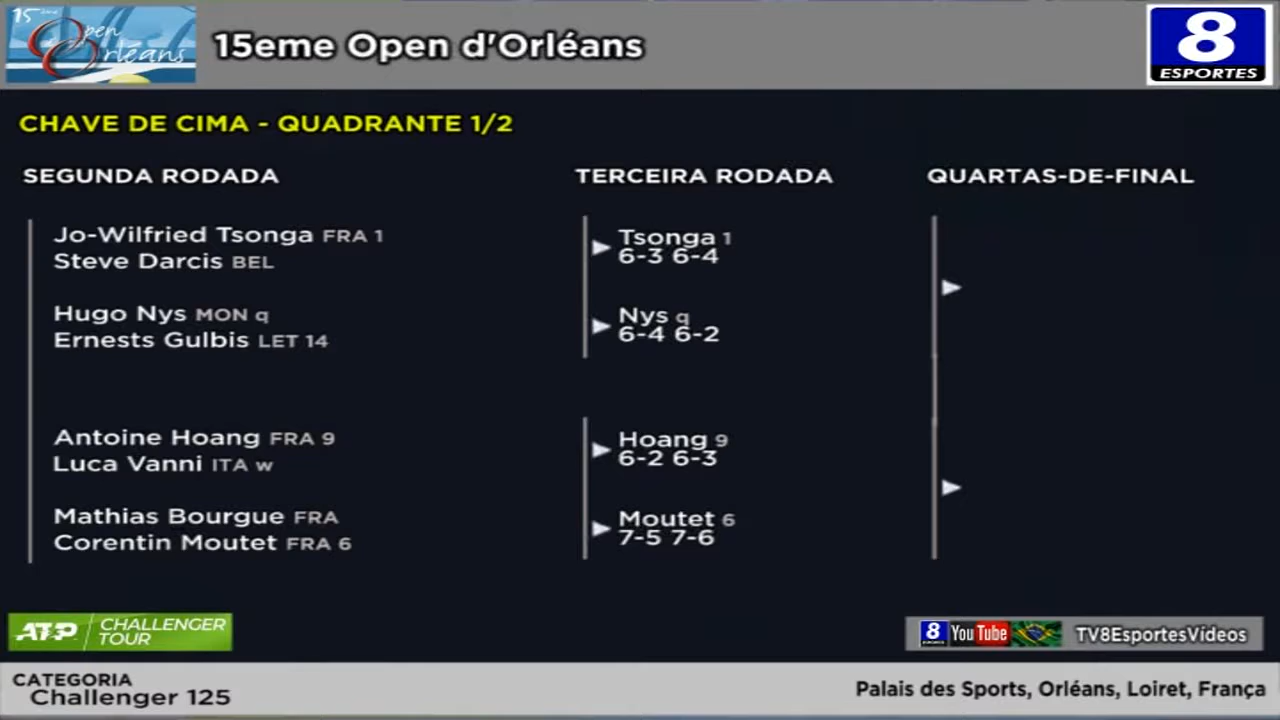 15ème Open Orléans
15eme Open d'Orléans
8
ESPORTES
CHAVE DE CIMA - QUADRANTE 1/2
SEGUNDA RODADA
TERCEIRA RODADA
QUARTAS-DE-FINAL
Jo-Wilfried Tsonga FRA 1
Steve Darcis BEL
Tsonga 1
6-3 6-4
Hugo Nys MON q
Ernests Gulbis LET 14
Nys q
6-4 6-2
Antoine Hoang FRA 9
Luca Vanni ITA w
Hoang 9
6-2 6-3
Mathias Bourgue FRA
Corentin Moutet FRA 6
Moutet 6
7-5 7-6
ATP CHALLENGER
TOUR
8 ESPORTES YouTube TV8EsportesVídeos
CATEGORIA
Challenger 125
Palais des Sports, Orléans, Loiret, França